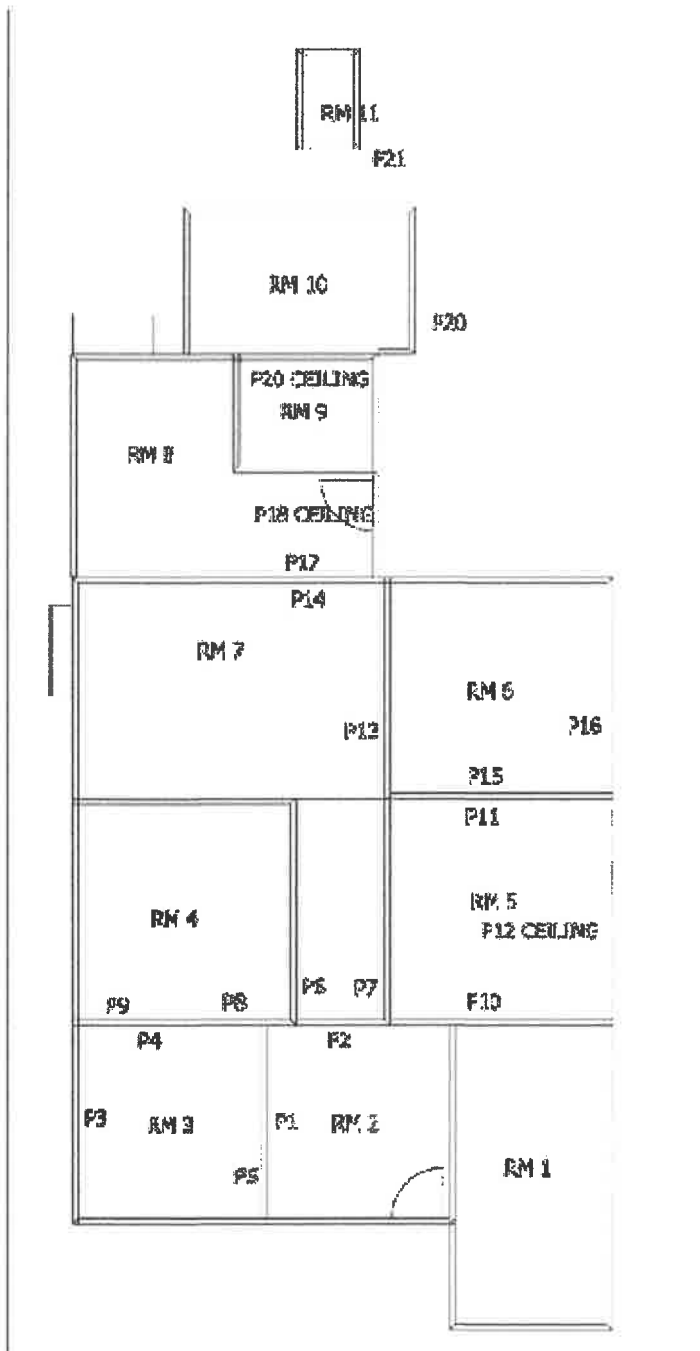 RM 11
P21
RM 10
P20
P20 CEILING
RM 9
RM 8
P18 CEILING
P17
P14
RM 7
RM 6
P13
P16
P15
P11
RM 5
RM 4
P12 CEILING
P6
P7
P9
P8
P10
P4
P2
P3
RM 3
P1
RM 2
P5
RM 1